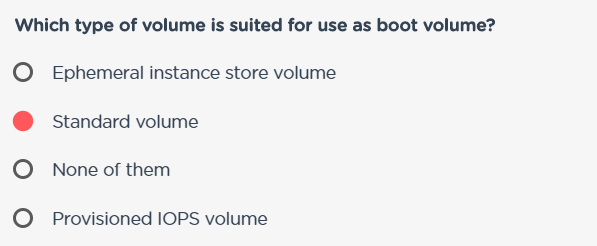 Which type of volume is suited for use as boot volume?
Ephemeral instance store volume
Standard volume
None of them
Provisioned IOPS volume